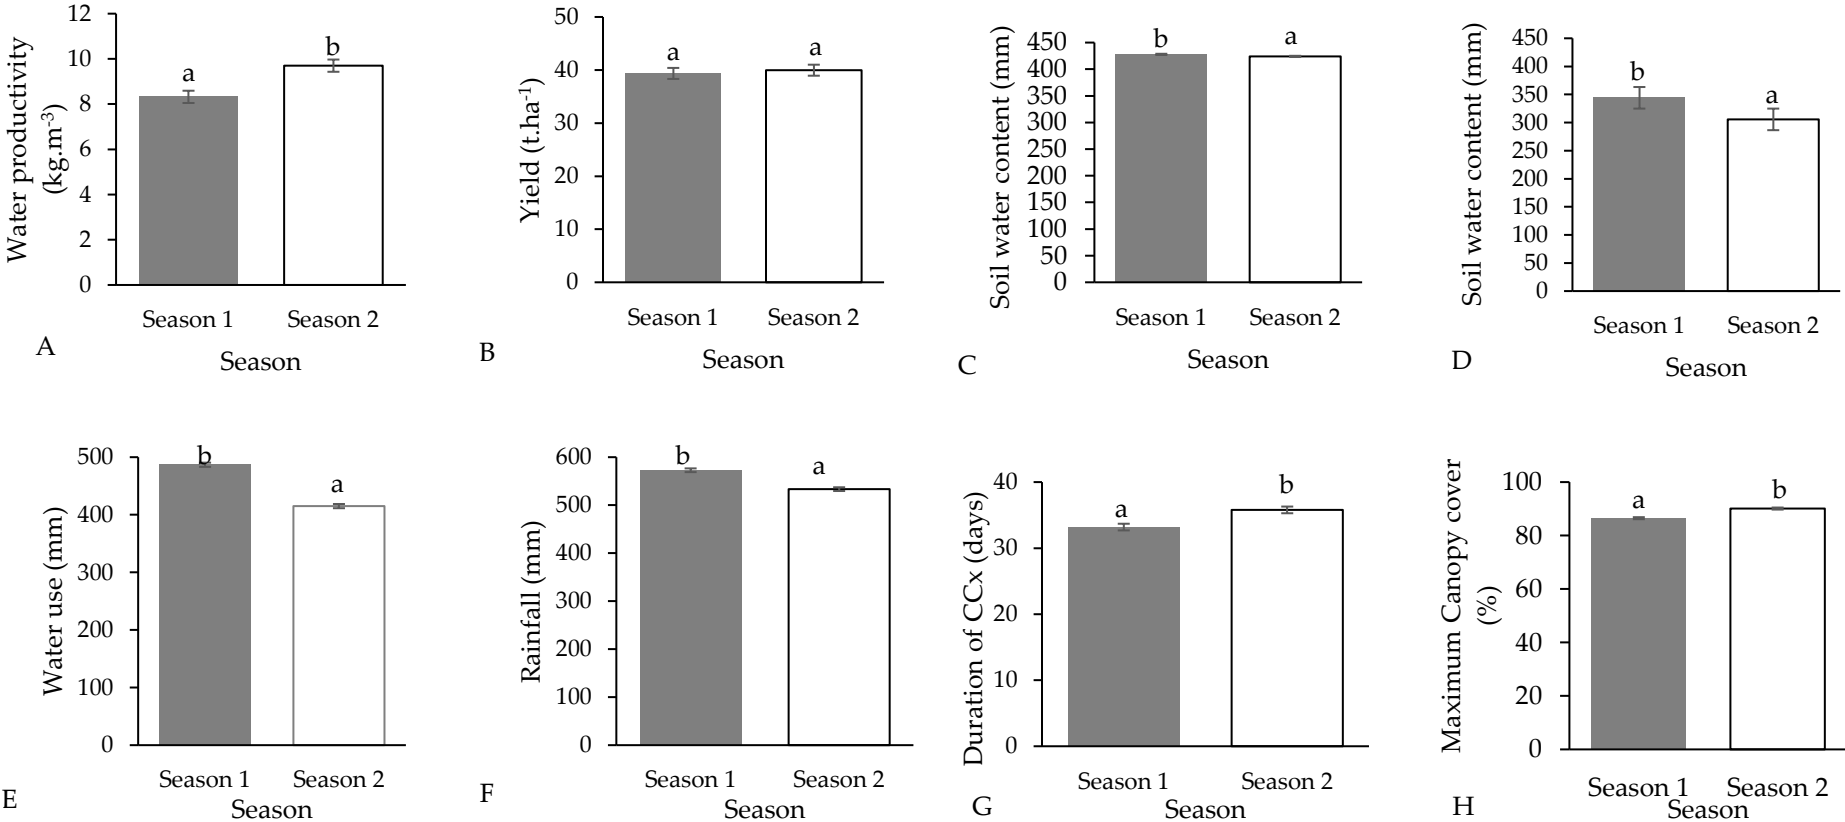 Water productivity
(kg.m-3)
12
10
8
6
4
2
0
a
b
Season 1
Season 2
Season
A
Yield (t.ha-1)
50
40
30
20
10
0
a
a
Season 1
Season 2
Season
B
Soil water content (mm)
450
400
350
300
250
200
150
100
50
0
b
a
Season 1
Season 2
Season
C
Soil water content (mm)
450
400
350
300
250
200
150
100
50
0
b
a
Season 1
Season 2
Season
D
Water use (mm)
500
400
300
200
100
0
b
a
Season 1
Season 2
Season
E
Rainfall (mm)
600
500
400
300
200
100
0
b
a
Season 1
Season 2
Season
F
Duration of CCx (days)
40
30
20
10
0
a
b
Season 1
Season 2
Season
G
Maximum Canopy cover
(%)
100
80
60
40
20
0
a
b
Season 1
Season 2
Season
H